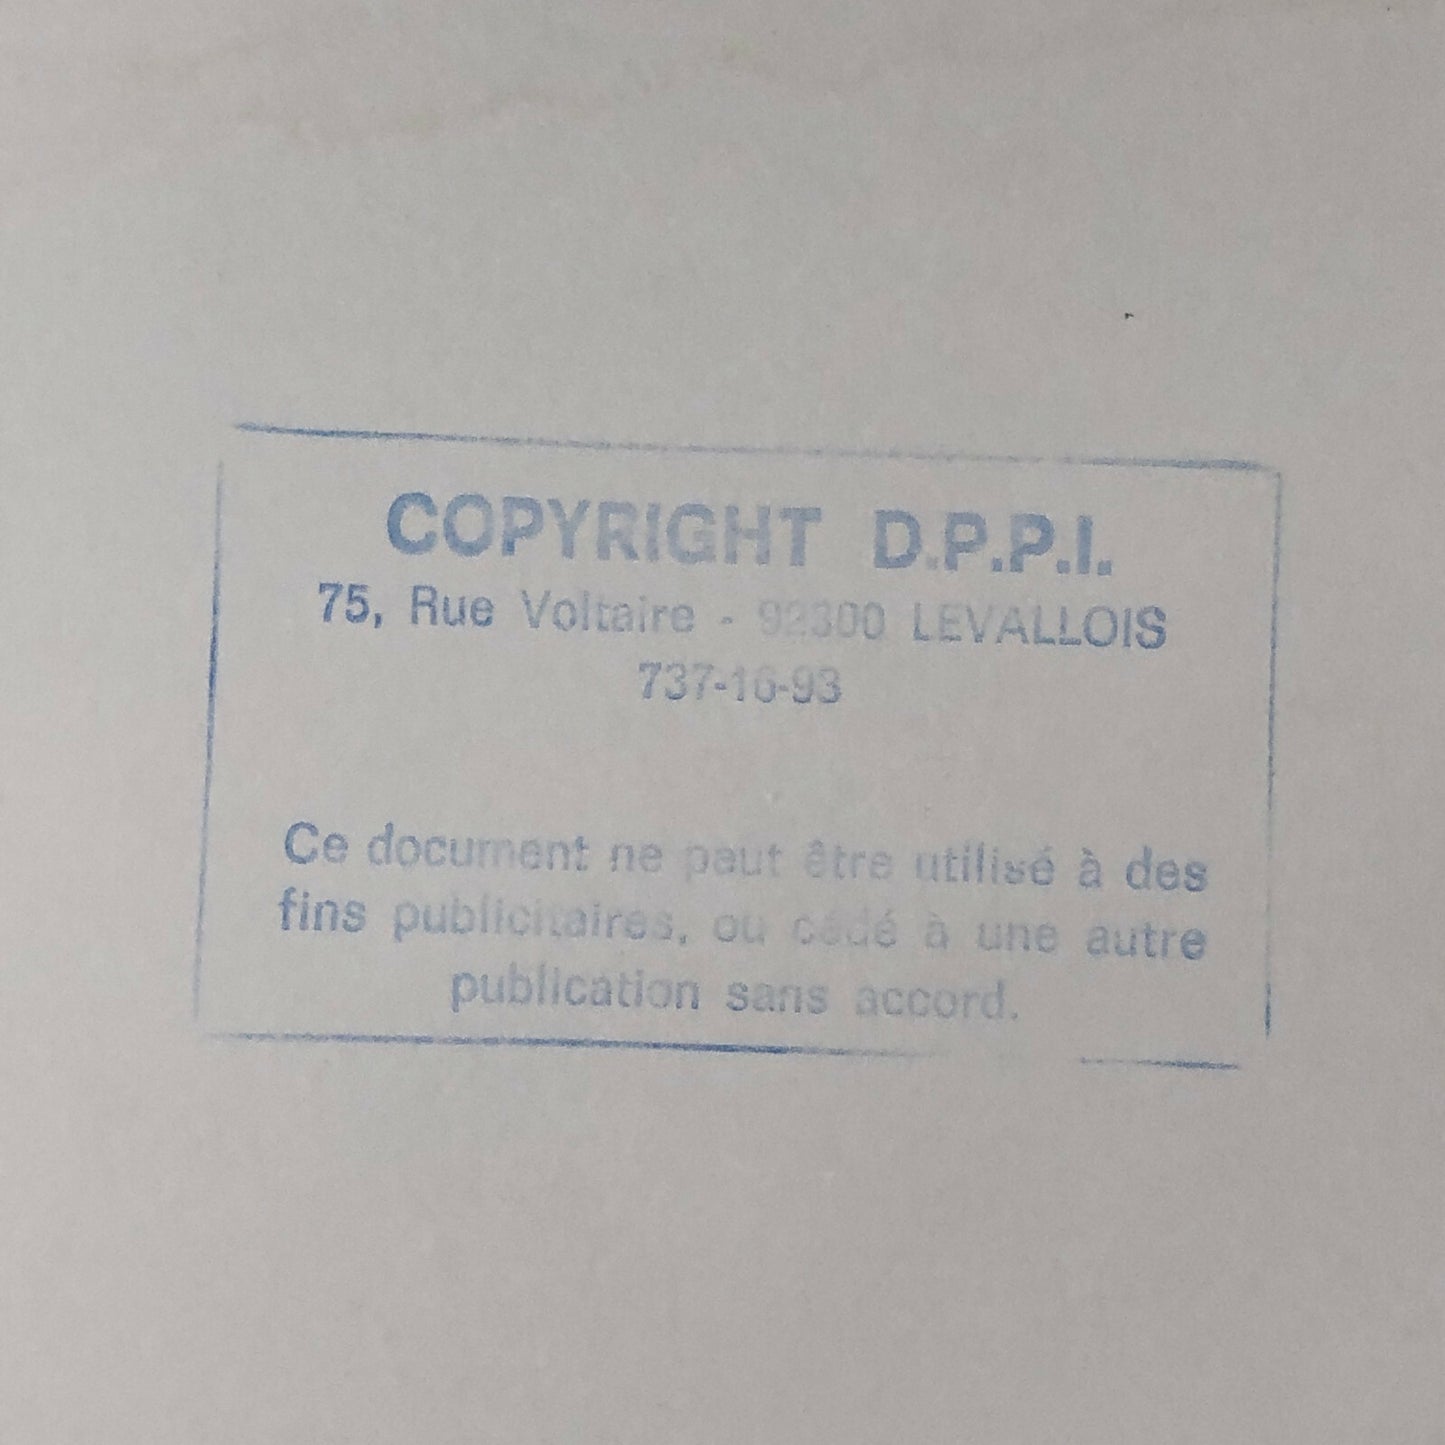 COPYRIGHT D.P.P.I.
75, Rue Voltaire - 92300 LEVALLOIS
737-16-93
Ce document ne peut être utilisé à des
fins publicitaires, ou cédé à une autre
publication sans accord.